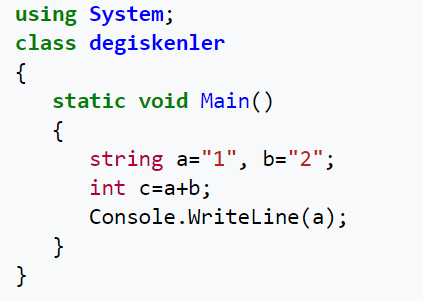 using System;
class degiskenler
{
   static void Main()
   {
      string a="1", b="2";
      int c=a+b;
      Console.WriteLine(a);
   }
}